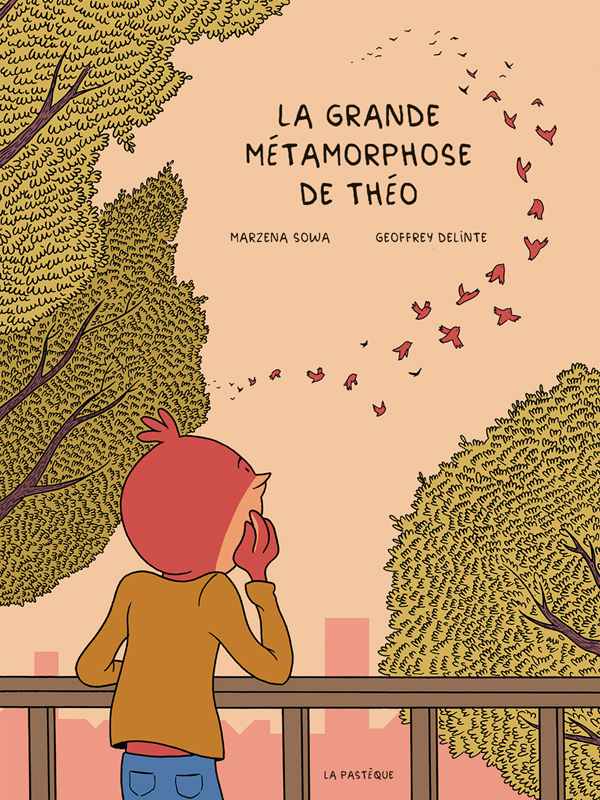 LA GRANDE
MÉTAMORPHOSE
DE THÉO
MARZENA SOWA GEOFFREY DELINTE
LA PASTÈQUE